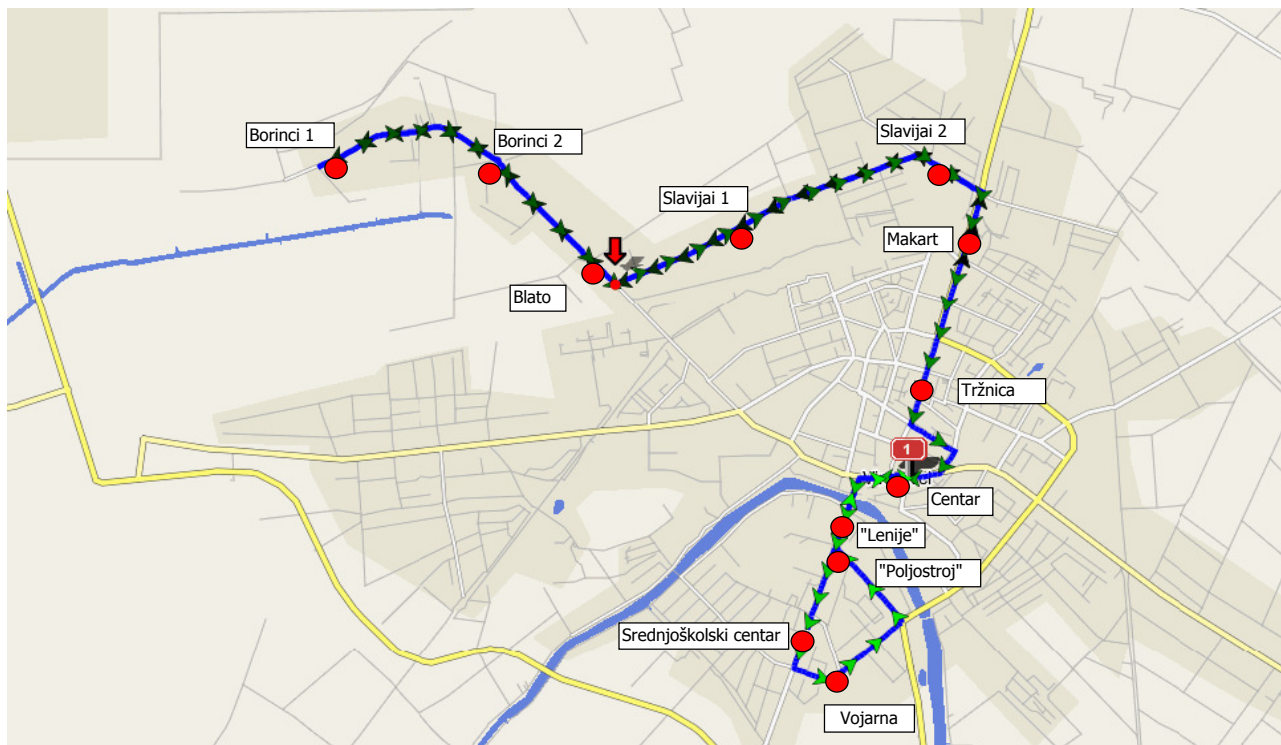 Borinci 1
Borinci 2
Slavijai 2
Slavijai 1
Makart
Blato
Tržnica
1
Centar
"Lenije"
"Poljostroj"
Srednjoškolski centar
Vojarna